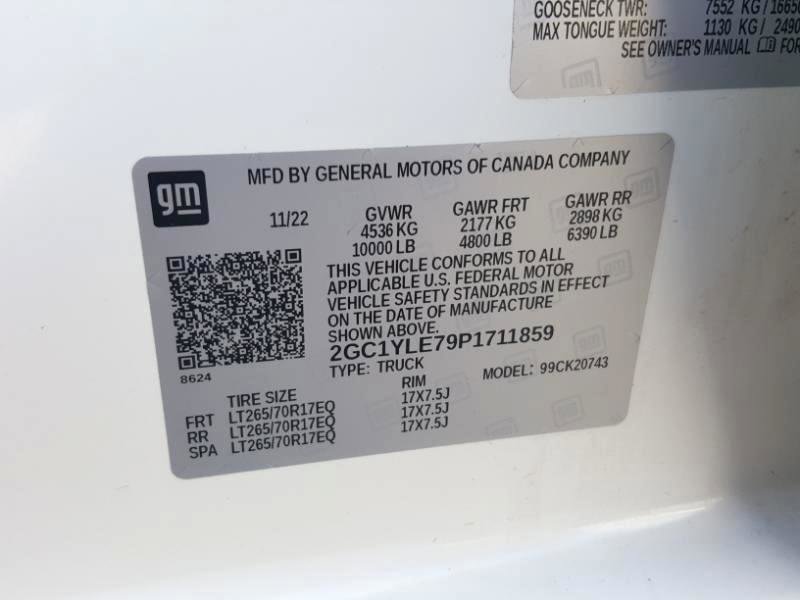 GOOSENECK TWR: 7552 KG /
MAX TONGUE WEIGHT: 1130 KG / 2490
SEE OWNER'S MANUAL FOR
gm
MFD BY GENERAL MOTORS OF CANADA COMPANY
11/22 GVWR GAWR FRT GAWR RR
4536 KG 2177 KG 2898 KG
10000 LB 4800 LB 6390 LB
THIS VEHICLE CONFORMS TO ALL
APPLICABLE U.S. FEDERAL MOTOR
VEHICLE SAFETY STANDARDS IN EFFECT
ON THE DATE OF MANUFACTURE
SHOWN ABOVE.
2GC1YLE79P1711859
8624 TYPE: TRUCK MODEL: 99CK20743
TIRE SIZE RIM
FRT LT265/70R17EQ 17X7.5J
RR LT265/70R17EQ 17X7.5J
SPA LT265/70R17EQ 17X7.5J